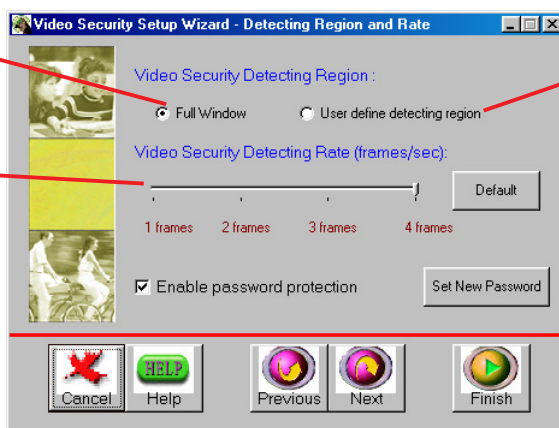 Video Security Setup Wizard - Detecting Region and Rate
Video Security Detecting Region :
Full Window
User define detecting region
Video Security Detecting Rate (frames/sec):
Default
1 frames 2 frames 3 frames 4 frames
Enable password protection
Set New Password
HELP
Cancel Help Previous Next Finish